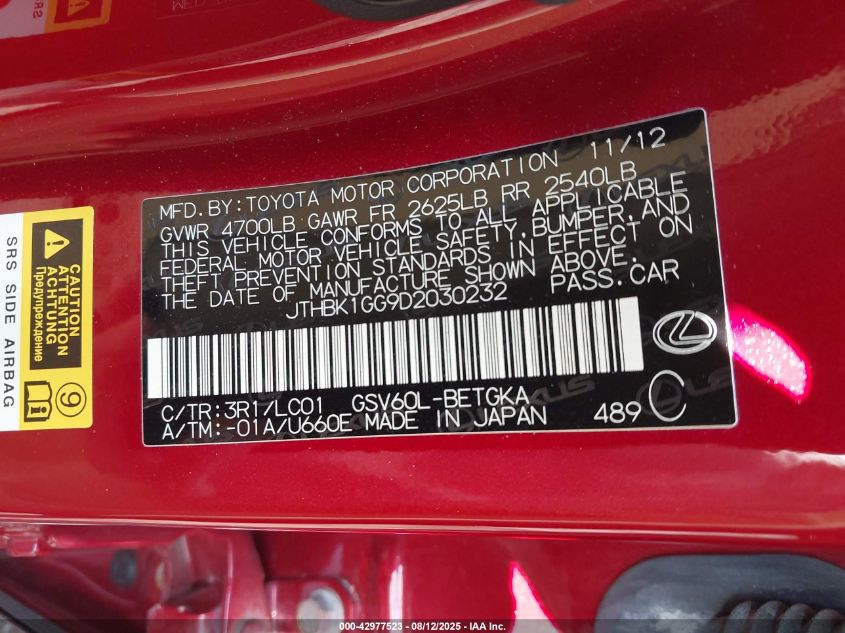 MFD. BY: TOYOTA MOTOR CORPORATION 11/12
GVWR 4700LB GAWR FR 2625LB RR 2540LB
THIS VEHICLE CONFORMS TO ALL APPLICABLE
FEDERAL MOTOR VEHICLE SAFETY, BUMPER, AND
THEFT PREVENTION STANDARDS IN EFFECT ON
THE DATE OF MANUFACTURE SHOWN ABOVE.
JTHBK1GG9D2030232 PASS. CAR
C/TR:3R1/LC01 GSV60L-BETGKA
A/TM:-01A/U660E MADE IN JAPAN 489
CAUTION
ACHTUNG
Предупреждение
9
SRS SIDE AIRBAG
000-42977523 - 08/12/2025 - IAA Inc.